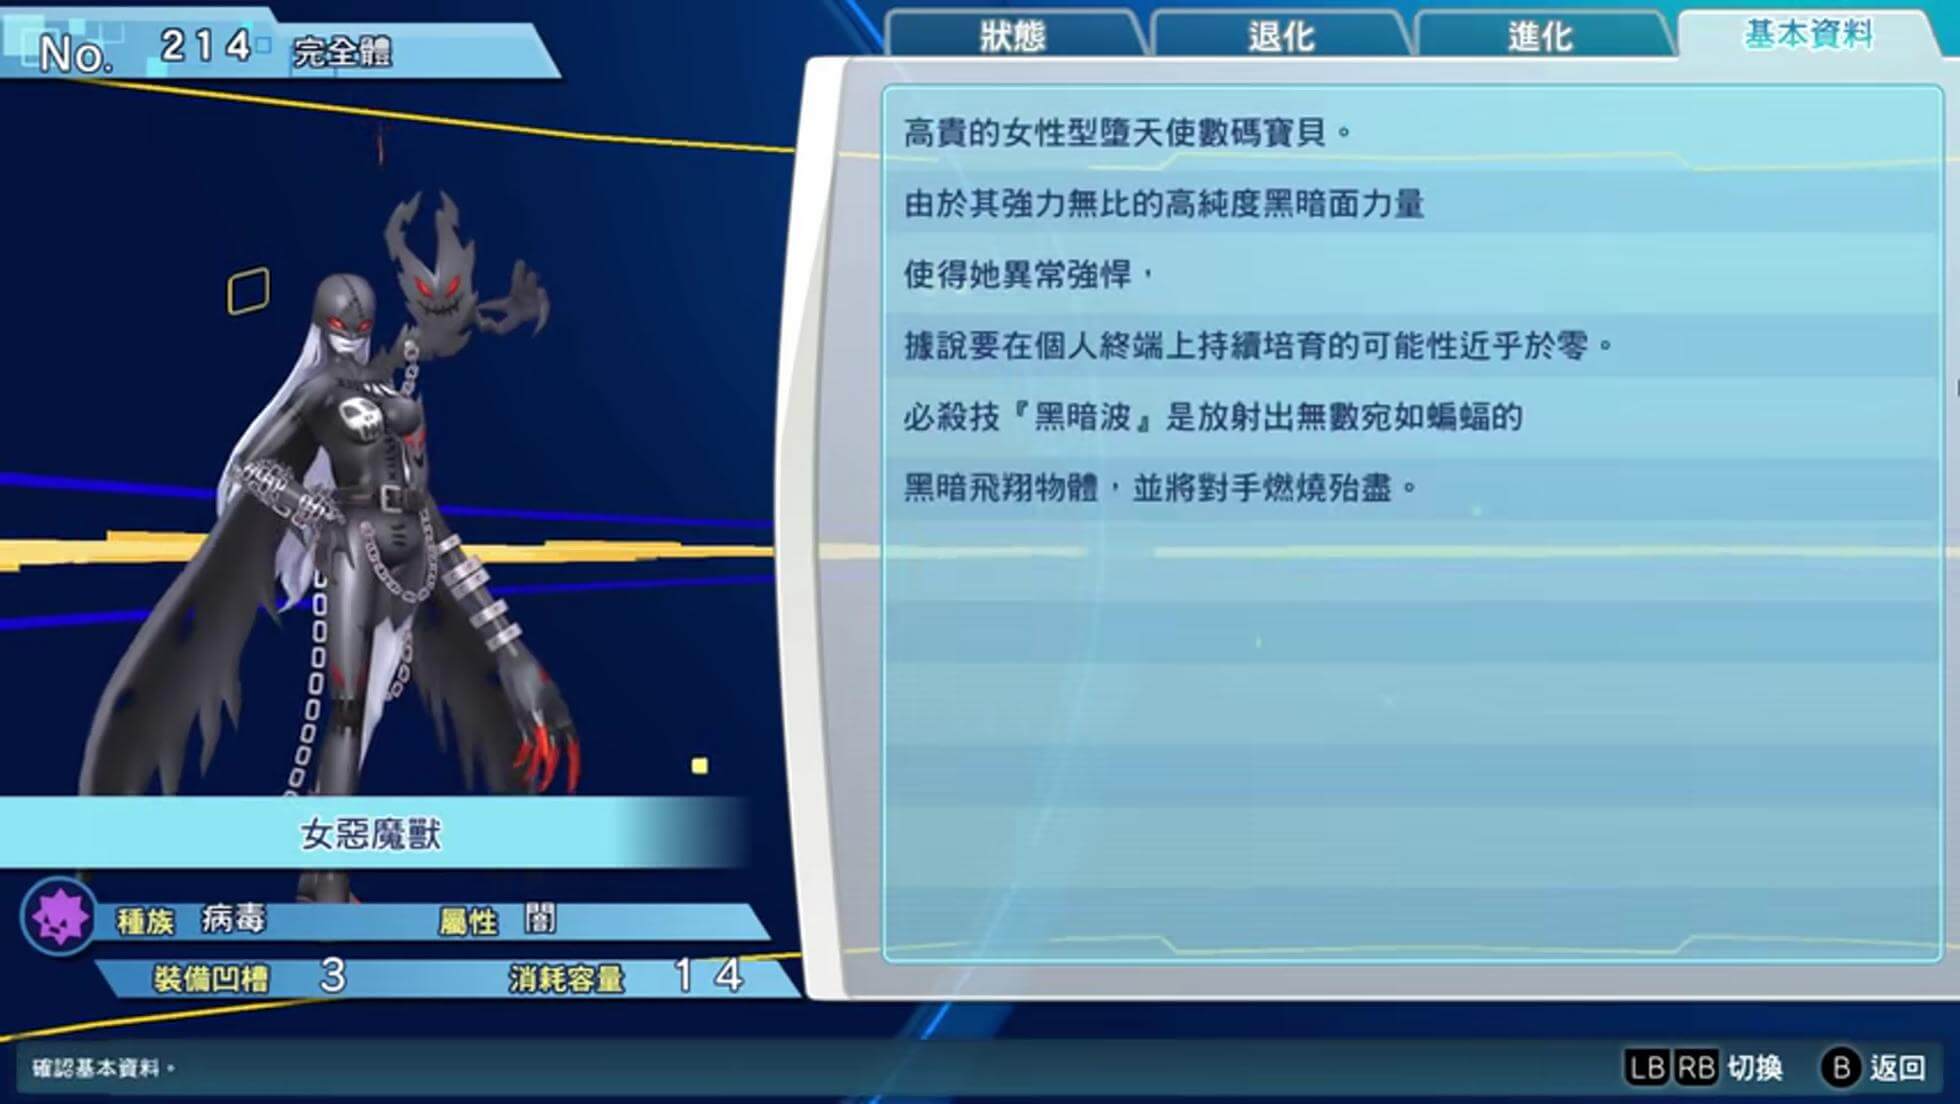 No. 214 完全體
狀態 退化 進化 基本資料
高貴的女性型墮天使數碼寶貝。
由於其強力無比的高純度黑暗面力量
使得她異常強悍，
據說要在個人終端上持續培育的可能性近乎於零。
必殺技『黑暗波』是放射出無數宛如蝙蝠的
黑暗飛翔物體，並將對手燃燒殆盡。
女惡魔獸
種族 病毒 屬性 闇
裝備凹槽 3 消耗容量 14
確認基本資料。
LB RB 切換 B 返回